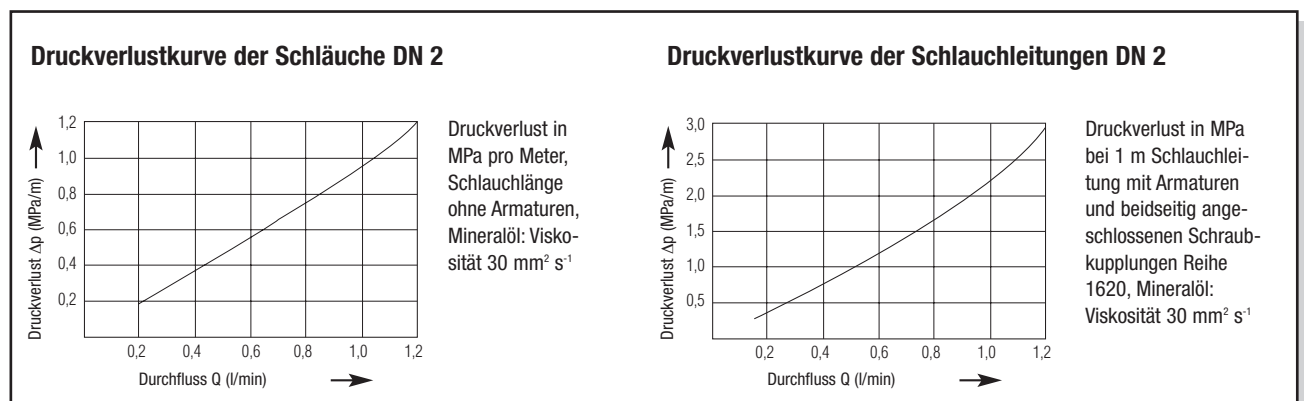 Druckverlustkurve der Schläuche DN 2
Druckverlust Δp (MPa/m)
1,2
1,0
0,8
0,6
0,4
0,2
0,2 0,4 0,6 0,8 1,0 1,2
Durchfluss Q (l/min)
Druckverlust in
MPa pro Meter,
Schlauchlänge
ohne Armaturen,
Mineralöl: Visko-
sität 30 mm² s⁻¹
Druckverlustkurve der Schlauchleitungen DN 2
Druckverlust Δp (MPa/m)
3,0
2,5
2,0
1,5
1,0
0,5
0,2 0,4 0,6 0,8 1,0 1,2
Durchfluss Q (l/min)
Druckverlust in MPa
bei 1 m Schlauchlei-
tung mit Armaturen
und beidseitig ange-
schlossenen Schraub-
kupplungen Reihe
1620, Mineralöl:
Viskosität 30 mm² s⁻¹